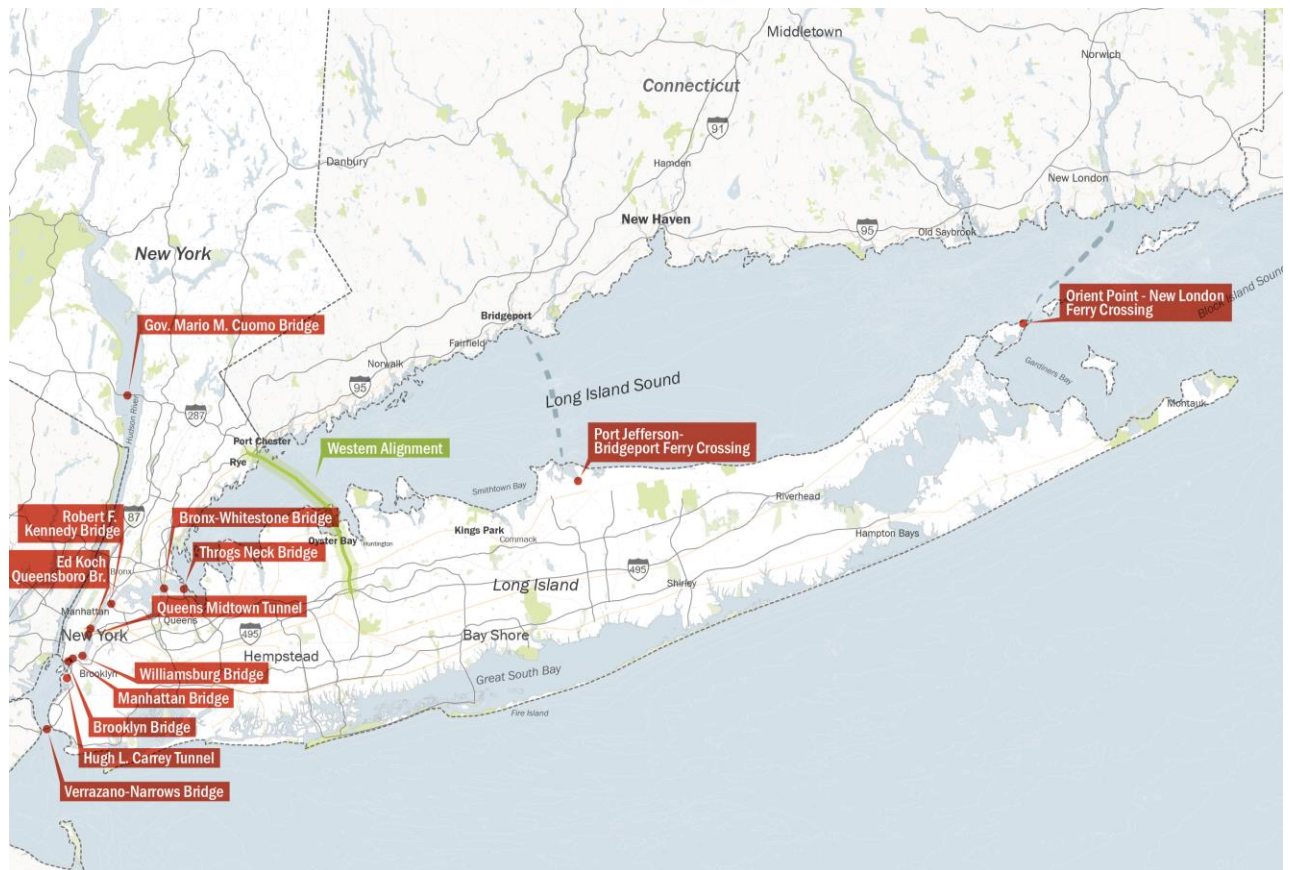 Middletown
Norwich
Connecticut
91
Danbury
Hamden
New London
New Haven
95
Old Saybrook
New York
Orient Point - New London
Ferry Crossing
Block Island Sound
Gov. Mario M. Cuomo Bridge
Bridgeport
Fairfield
Norwalk
95
Gardiners Bay
Long Island Sound
Montauk
287
Hudson River
Port Chester
Rye
Western Alignment
Port Jefferson-
Bridgeport Ferry Crossing
Smithtown Bay
Riverhead
Robert F.
Kennedy Bridge
87
Bronx-Whitestone Bridge
Kings Park
Commack
Oyster Bay
Huntington
Hampton Bays
Throgs Neck Bridge
Ed Koch
Queensboro Br.
Bronx
495
Long Island
Shirley
Manhattan
Queens Midtown Tunnel
Queens
New York
495
Bay Shore
Hempstead
Brooklyn
Williamsburg Bridge
Great South Bay
Manhattan Bridge
Fire Island
Brooklyn Bridge
Hugh L. Carrey Tunnel
Verrazano-Narrows Bridge